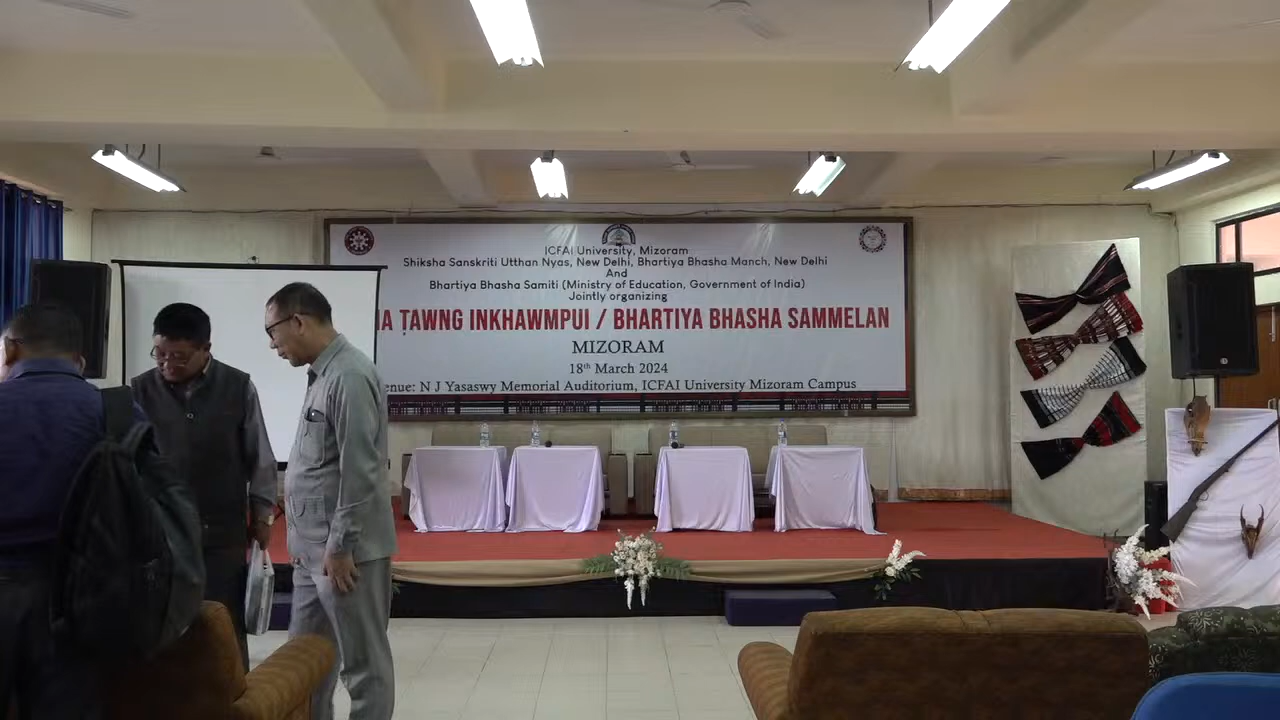 ICFAI University, Mizoram
Shiksha Sanskriti Utthan Nyas, New Delhi, Bhartiya Bhasha Manch, New Delhi
And
Bhartiya Bhasha Samiti (Ministry of Education, Government of India)
Jointly organizing
ṬAWNG INKHAWMPUI / BHARTIYA BHASHA SAMMELAN
MIZORAM
18th March 2024
N J Yasaswy Memorial Auditorium, ICFAI University Mizoram Campus